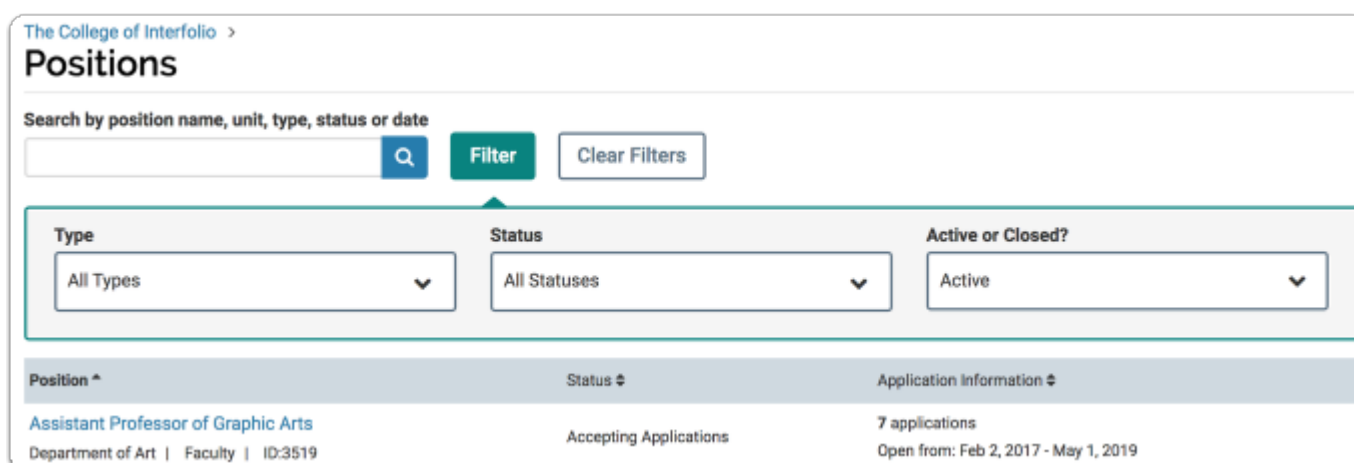 The College of Interfolio >
Positions
Search by position name, unit, type, status or date
Filter
Clear Filters
Type
Status
Active or Closed?
All Types
All Statuses
Active
Position
Status
Application Information
Assistant Professor of Graphic Arts
Department of Art | Faculty | ID:3519
Accepting Applications
7 applications
Open from: Feb 2, 2017 - May 1, 2019